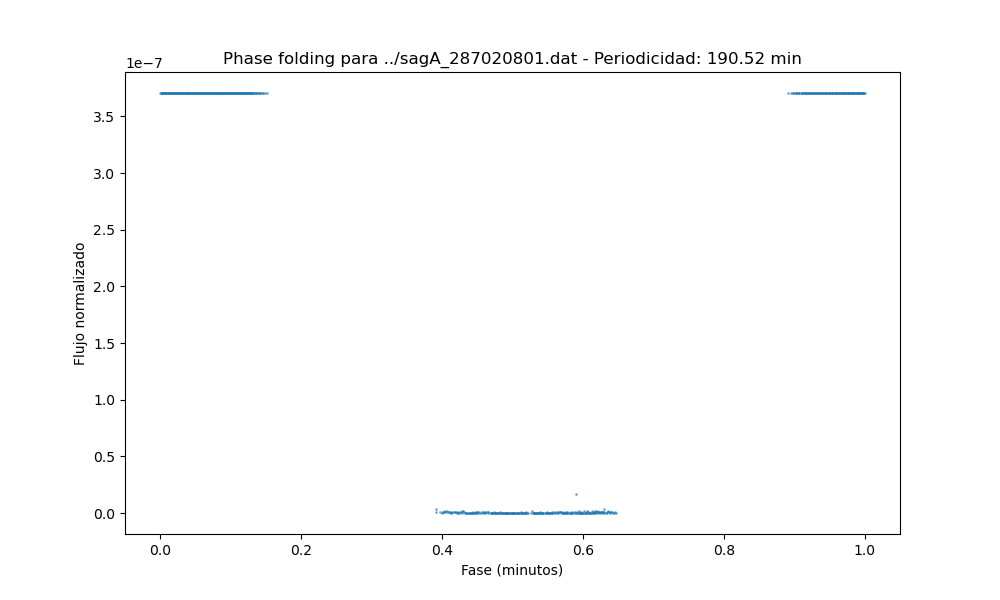 Phase folding para ../sagA_287020801.dat - Periodicidad: 190.52 min
1e−7
3.5
3.0
2.5
2.0
1.5
1.0
0.5
0.0
Flujo normalizado
0.0 0.2 0.4 0.6 0.8 1.0
Fase (minutos)